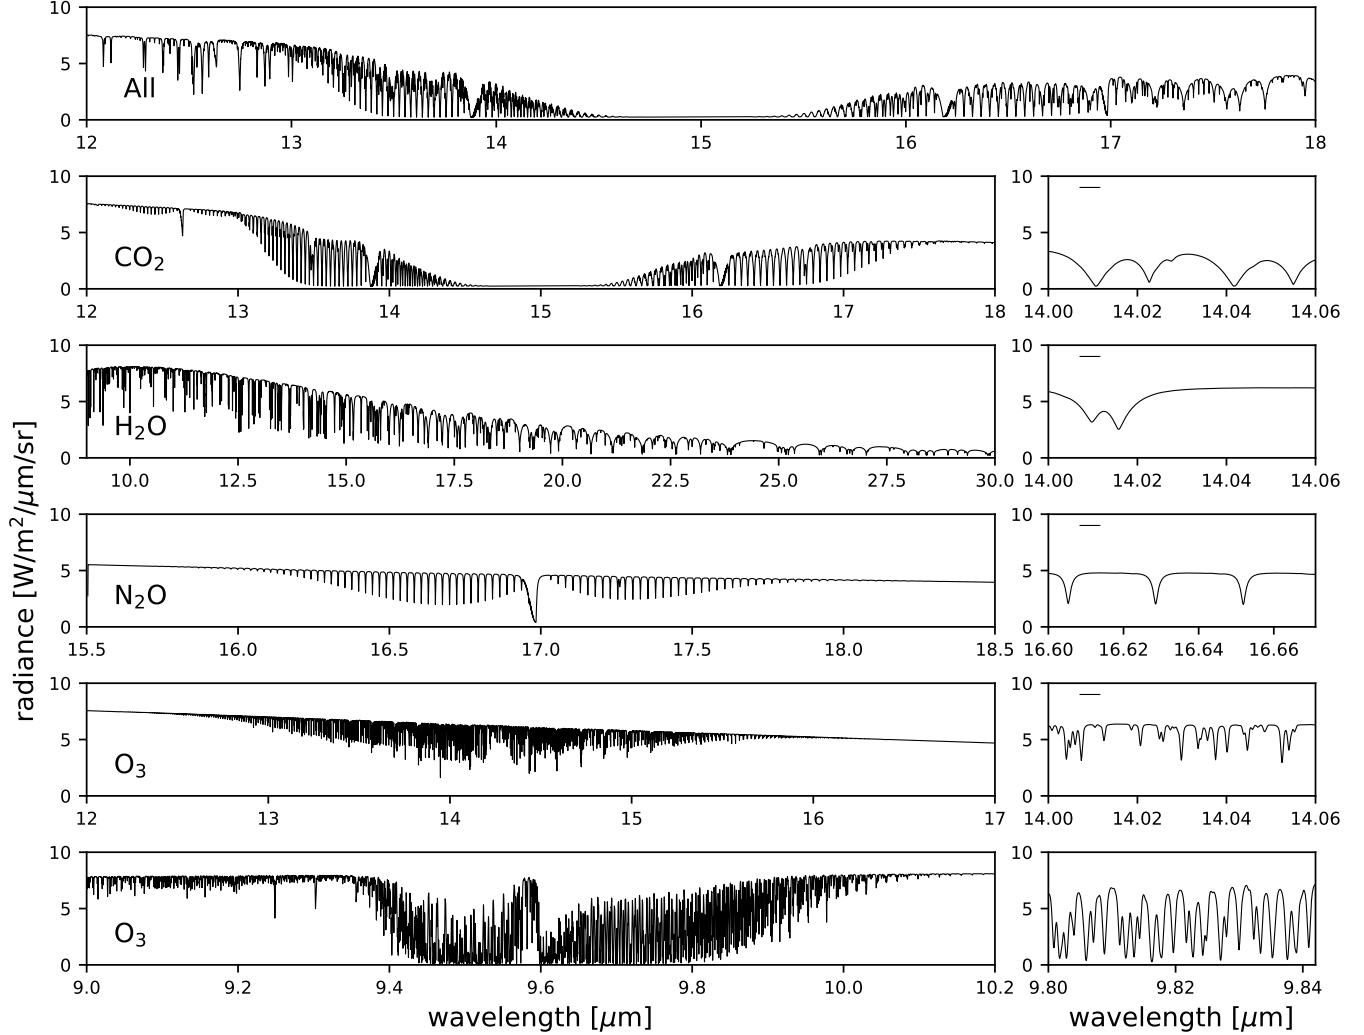 10
5
0
All
12 13 14 15 16 17 18
10
5
0
CO2
12 13 14 15 16 17 18
10
5
0
14.00 14.02 14.04 14.06
10
5
0
H2O
10.0 12.5 15.0 17.5 20.0 22.5 25.0 27.5 30.0
10
5
0
14.00 14.02 14.04 14.06
radiance [W/m²/μm/sr]
10
5
0
N2O
15.5 16.0 16.5 17.0 17.5 18.0 18.5
10
5
0
16.60 16.62 16.64 16.66
10
5
0
O3
12 13 14 15 16 17
10
5
0
14.00 14.02 14.04 14.06
10
5
0
O3
9.0 9.2 9.4 9.6 9.8 10.0 10.2
wavelength [μm]
10
5
0
9.80 9.82 9.84
wavelength [μm]